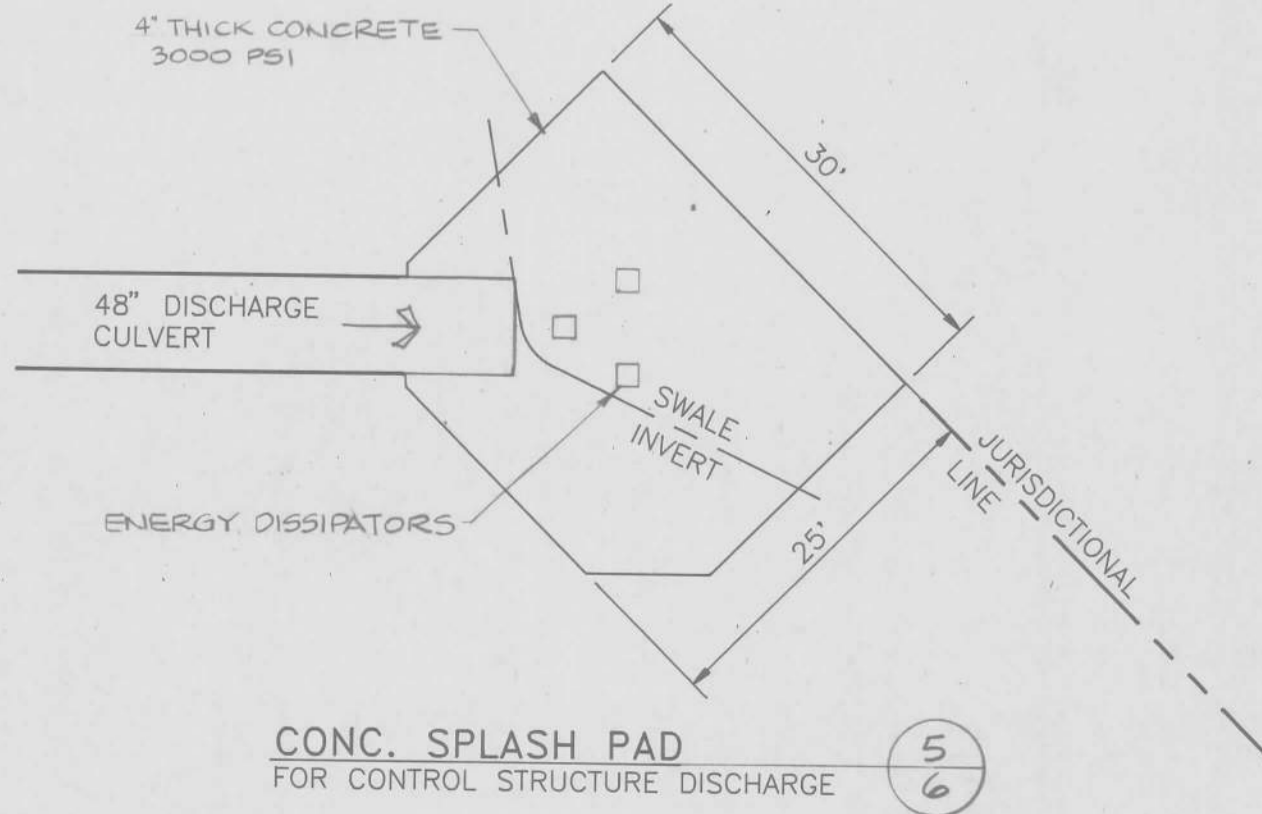 4" THICK CONCRETE
3000 PSI
30'
48" DISCHARGE
CULVERT
SWALE
INVERT
JURISDICTIONAL
LINE
ENERGY DISSIPATORS
25'
CONC. SPLASH PAD
FOR CONTROL STRUCTURE DISCHARGE
5
6